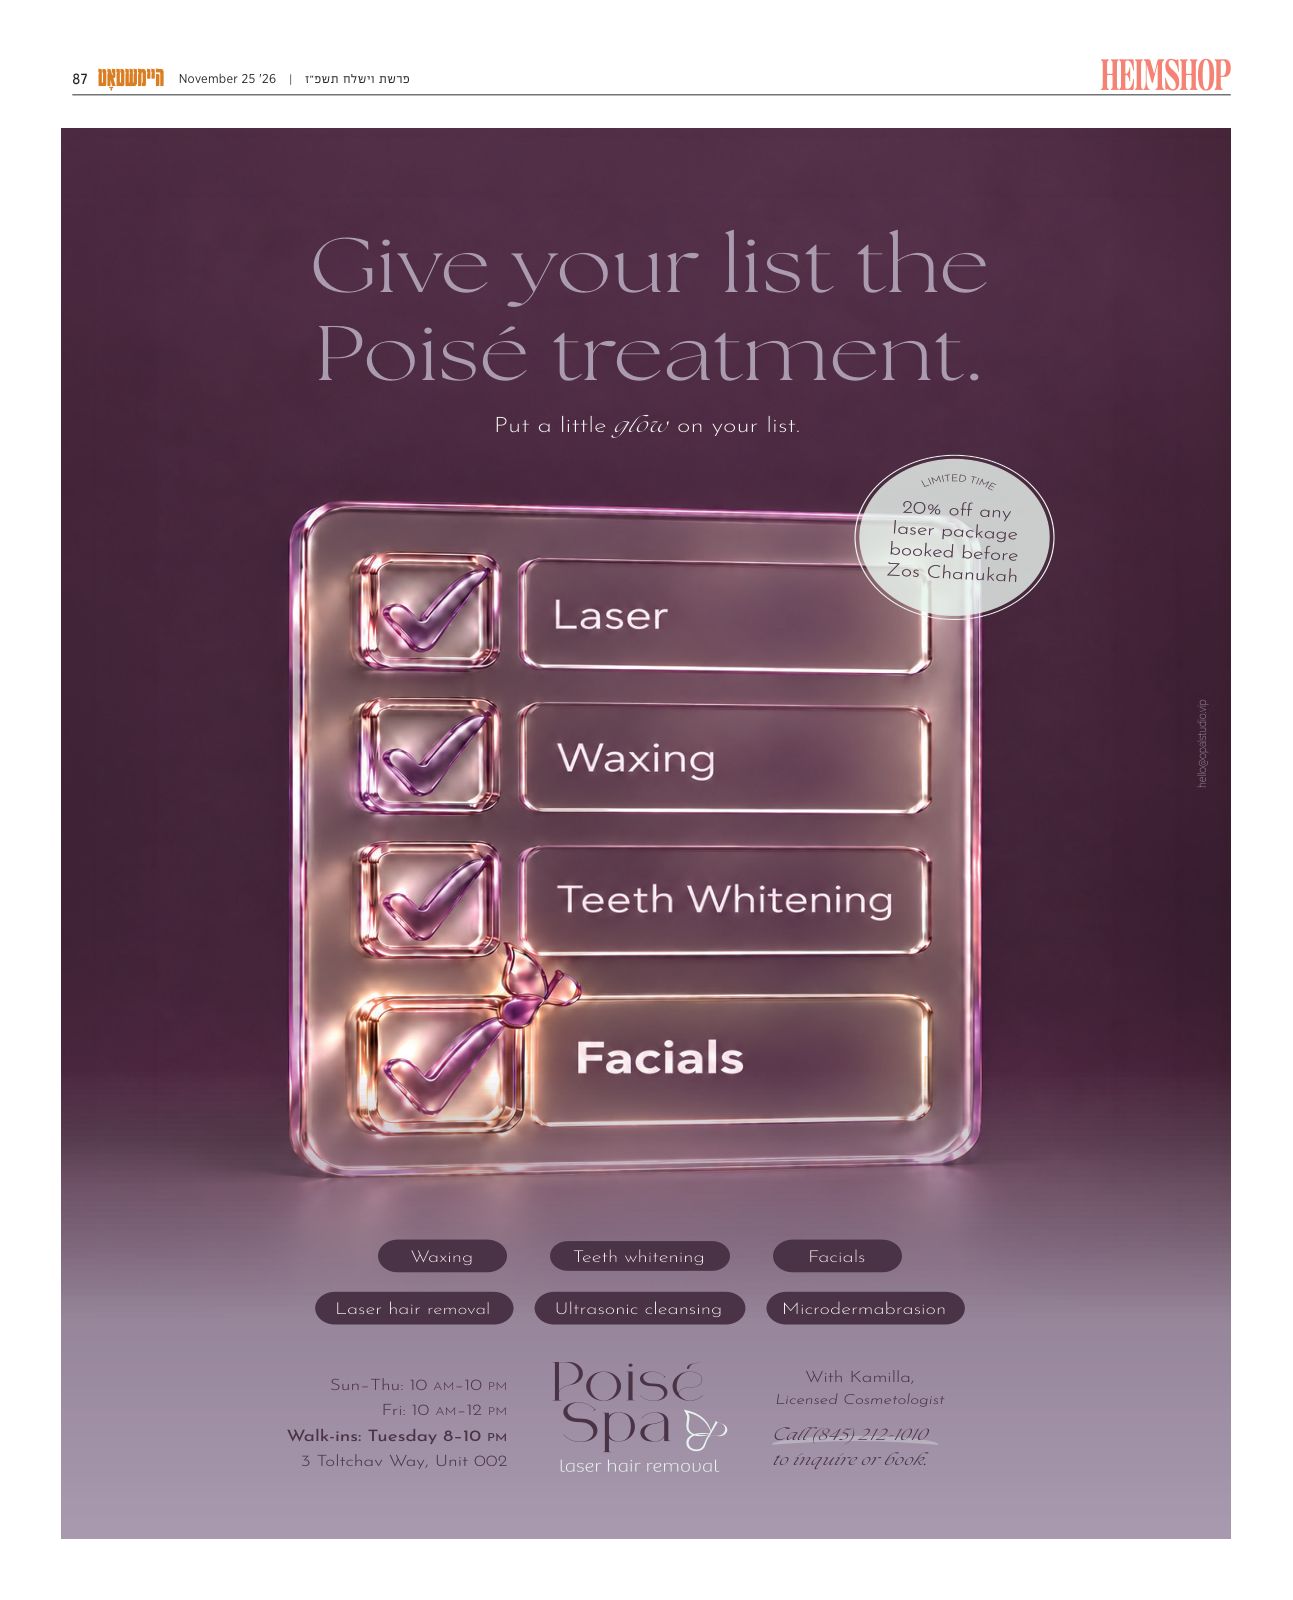 87 היימשטאָט November 25 '26 | פרשת וישלח תשפ״ז
HEIMSHOP
Give your list the
Poisé treatment.
Put a little glow on your list.
LIMITED TIME
20% off any
laser package
booked before
Zos Chanukah
Laser
Waxing
Teeth Whitening
Facials
hello@opalstudio.vip
Waxing
Teeth whitening
Facials
Laser hair removal
Ultrasonic cleansing
Microdermabrasion
Sun–Thu: 10 AM–10 PM
Fri: 10 AM–12 PM
Walk-ins: Tuesday 8–10 PM
3 Toltchav Way, Unit 002
Poisé
Spa
laser hair removal
With Kamilla,
Licensed Cosmetologist
Call (845) 212-1010
to inquire or book.